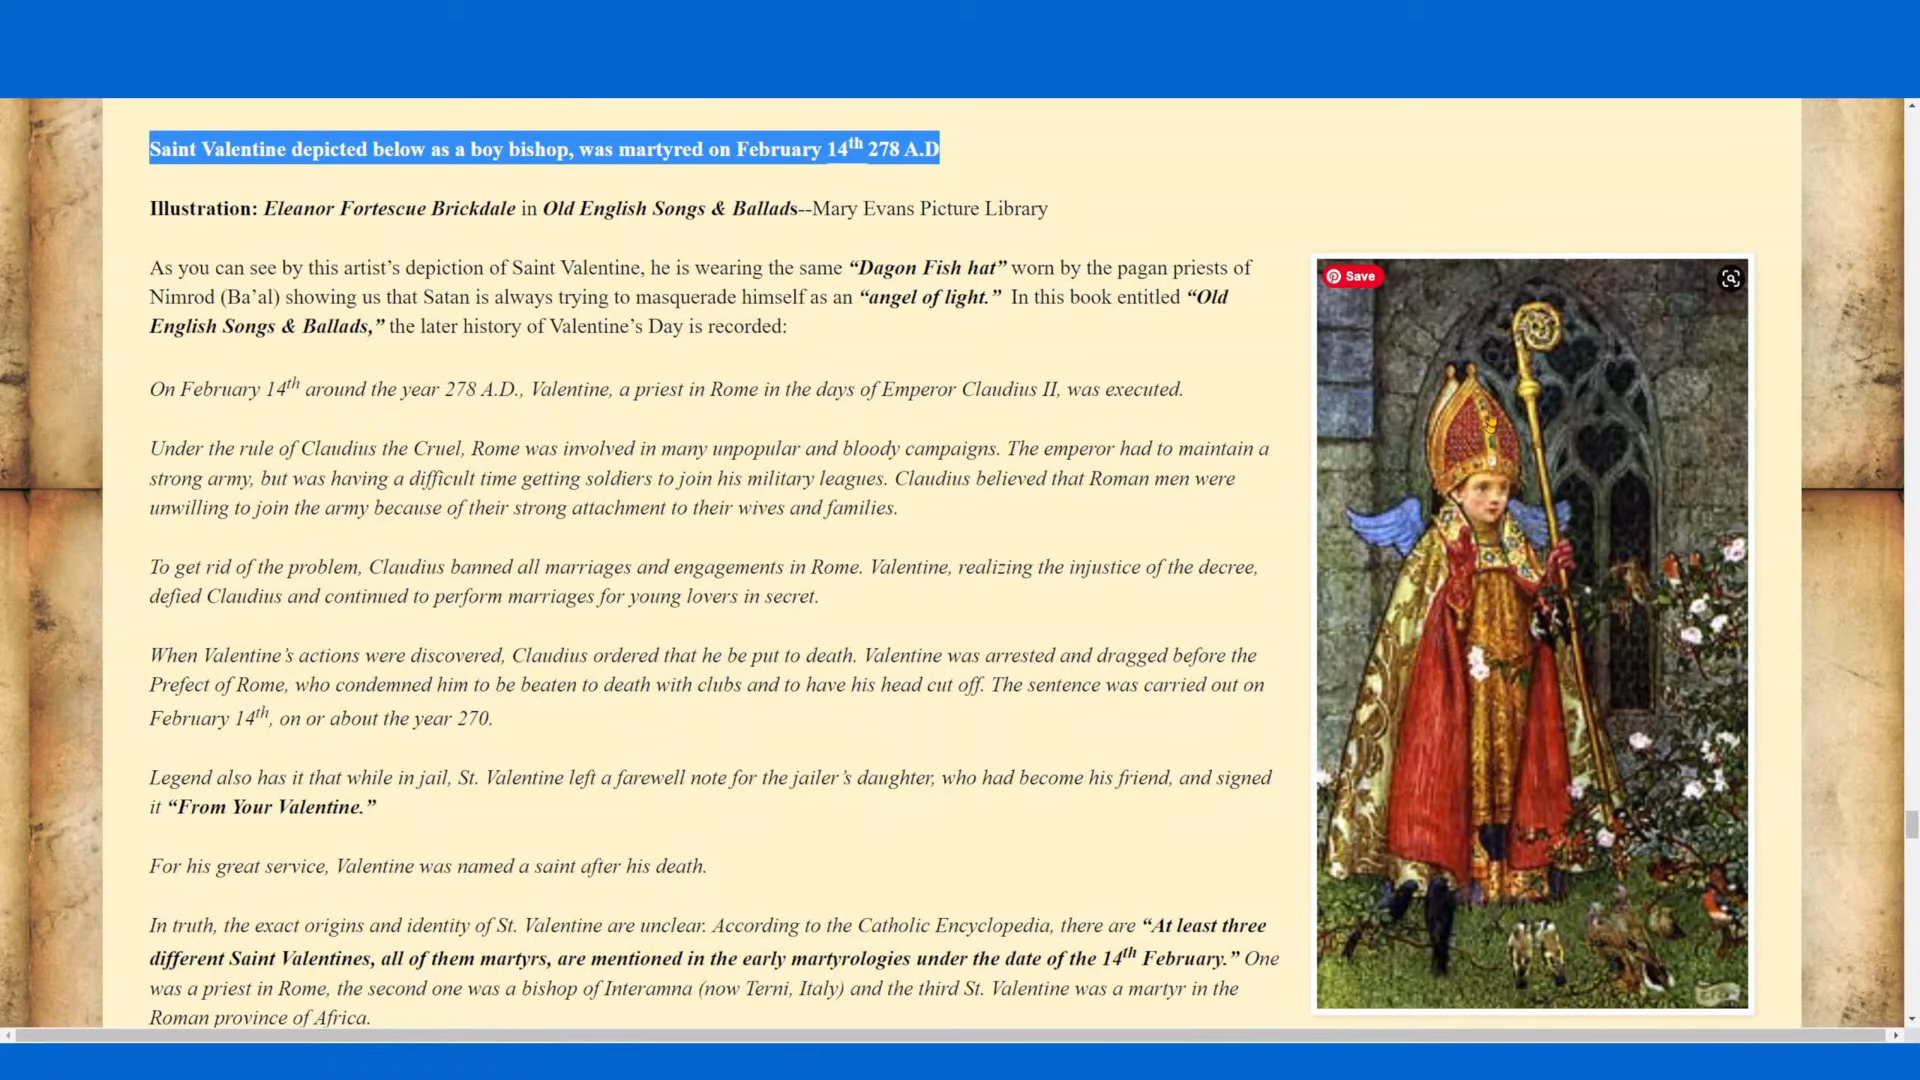 Saint Valentine depicted below as a boy bishop, was martyred on February 14th 278 A.D
Illustration: Eleanor Fortescue Brickdale in Old English Songs & Ballads--Mary Evans Picture Library
As you can see by this artist's depiction of Saint Valentine, he is wearing the same “Dagon Fish hat” worn by the pagan priests of
Nimrod (Ba’al) showing us that Satan is always trying to masquerade himself as an “angel of light.” In this book entitled “Old
English Songs & Ballads,” the later history of Valentine’s Day is recorded:
On February 14th around the year 278 A.D., Valentine, a priest in Rome in the days of Emperor Claudius II, was executed.
Under the rule of Claudius the Cruel, Rome was involved in many unpopular and bloody campaigns. The emperor had to maintain a
strong army, but was having a difficult time getting soldiers to join his military leagues. Claudius believed that Roman men were
unwilling to join the army because of their strong attachment to their wives and families.
To get rid of the problem, Claudius banned all marriages and engagements in Rome. Valentine, realizing the injustice of the decree,
defied Claudius and continued to perform marriages for young lovers in secret.
When Valentine’s actions were discovered, Claudius ordered that he be put to death. Valentine was arrested and dragged before the
Prefect of Rome, who condemned him to be beaten to death with clubs and to have his head cut off. The sentence was carried out on
February 14th, on or about the year 270.
Legend also has it that while in jail, St. Valentine left a farewell note for the jailer’s daughter, who had become his friend, and signed
it “From Your Valentine.”
For his great service, Valentine was named a saint after his death.
In truth, the exact origins and identity of St. Valentine are unclear. According to the Catholic Encyclopedia, there are “At least three
different Saint Valentines, all of them martyrs, are mentioned in the early martyrologies under the date of the 14th February.” One
was a priest in Rome, the second one was a bishop of Interamna (now Terni, Italy) and the third St. Valentine was a martyr in the
Roman province of Africa.
Save